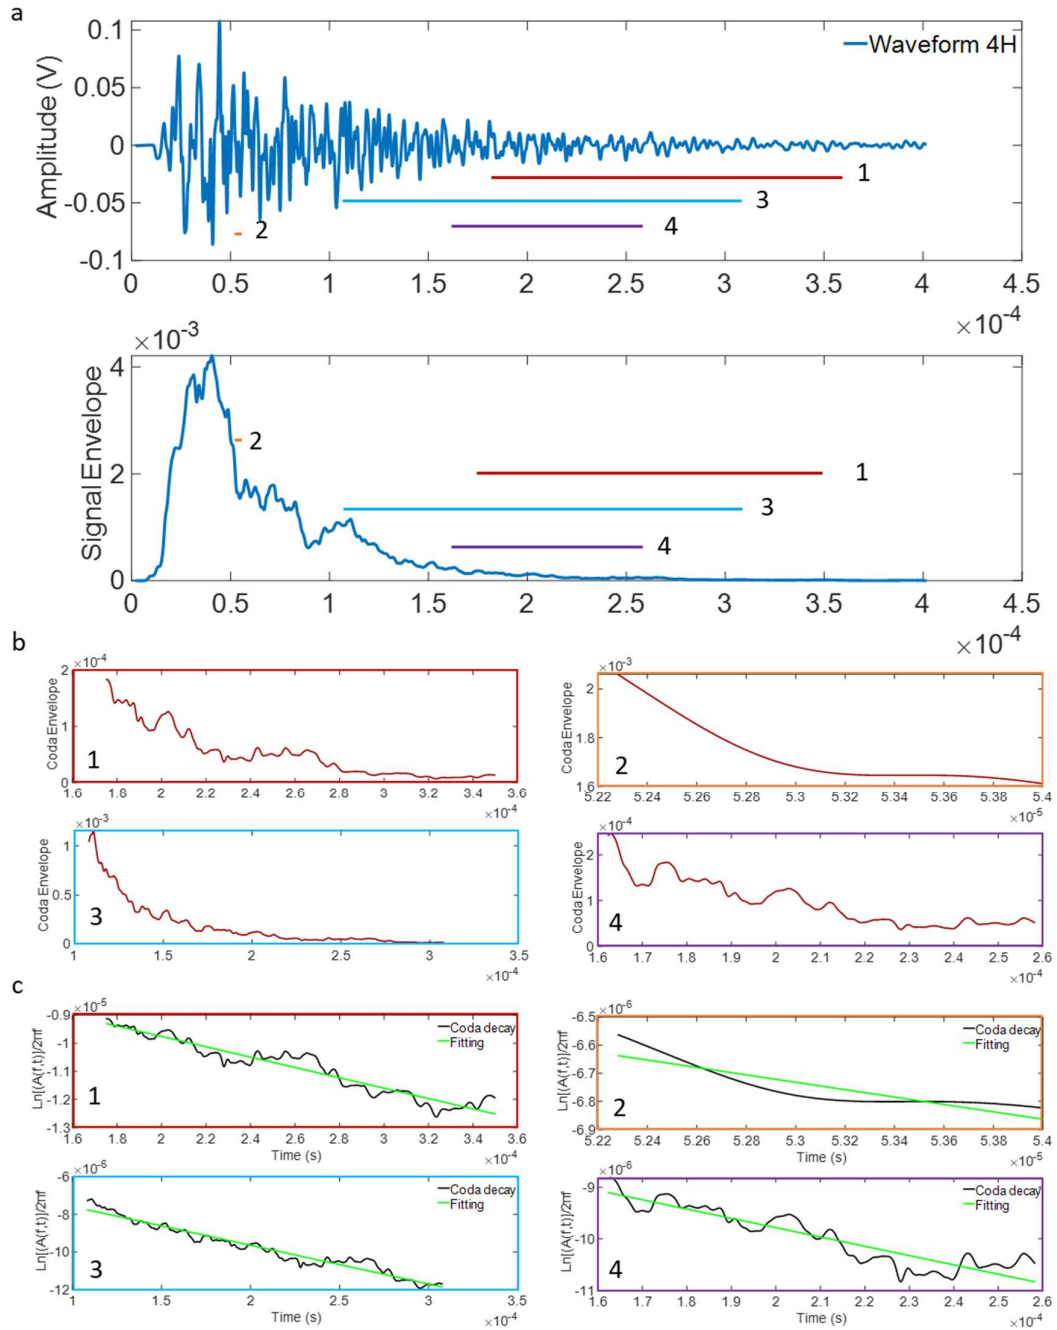 a
Waveform 4H
Amplitude (V)
0.1
0.05
0
-0.05
-0.1
1
3
2
4
0 0.5 1 1.5 2 2.5 3 3.5 4 4.5
×10⁻⁴
×10⁻³
Signal Envelope
4
2
0
2
1
3
4
0 0.5 1 1.5 2 2.5 3 3.5 4 4.5
×10⁻⁴
b
×10⁻⁴
Coda Envelope
2
1
0
1
1.6 1.8 2 2.2 2.4 2.6 2.8 3 3.2 3.4 3.6
×10⁻⁴
×10⁻³
Coda Envelope
2
1.8
1.6
2
5.22 5.24 5.26 5.28 5.3 5.32 5.34 5.36 5.38 5.4
×10⁻⁵
×10⁻³
Coda Envelope
1
0.5
0
3
1 1.5 2 2.5 3 3.5
×10⁻⁴
×10⁻⁴
Coda Envelope
2
0
4
1.6 1.7 1.8 1.9 2 2.1 2.2 2.3 2.4 2.5 2.6
×10⁻⁴
c
×10⁻⁵
Ln[(A(f,t)]/2πf
-0.9
-1
-1.1
-1.2
-1.3
Coda decay
Fitting
1
1.6 1.8 2 2.2 2.4 2.6 2.8 3 3.2 3.4 3.6
Time (s)
×10⁻⁴
×10⁻⁶
Ln[(A(f,t)]/2πf
-6.5
-6.6
-6.7
-6.8
-6.9
Coda decay
Fitting
2
5.22 5.24 5.26 5.28 5.3 5.32 5.34 5.36 5.38 5.4
Time (s)
×10⁻⁵
×10⁻⁶
Ln[(A(f,t)]/2πf
-6
-8
-10
-12
Coda decay
Fitting
3
1 1.5 2 2.5 3 3.5
Time (s)
×10⁻⁴
×10⁻⁶
Ln[(A(f,t)]/2πf
-9
-10
-11
Coda decay
Fitting
4
1.6 1.7 1.8 1.9 2 2.1 2.2 2.3 2.4 2.5 2.6
Time (s)
×10⁻⁴